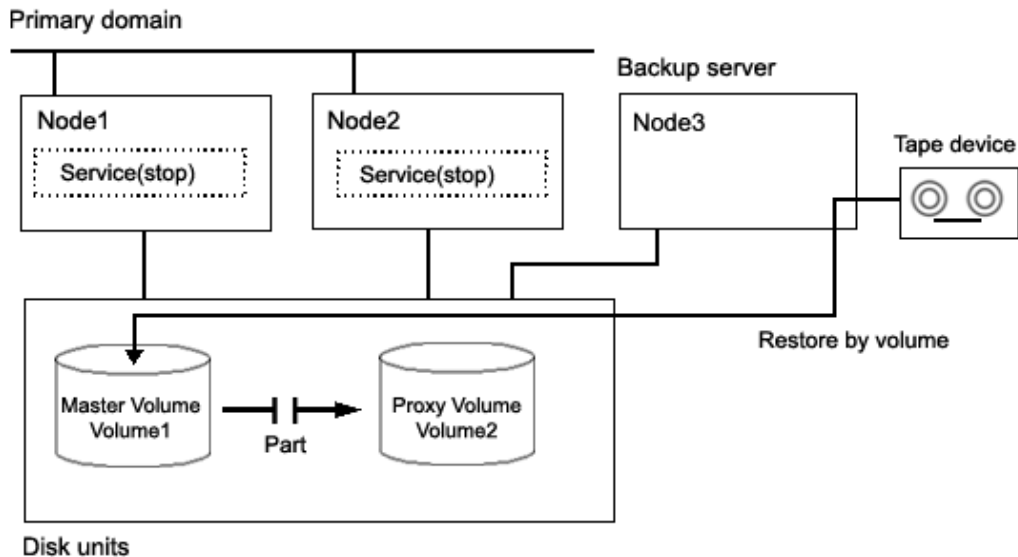 Primary domain
Backup server
Node1
Service(stop)
Node2
Service(stop)
Node3
Tape device
Restore by volume
Master Volume
Volume1
Part
Proxy Volume
Volume2
Disk units